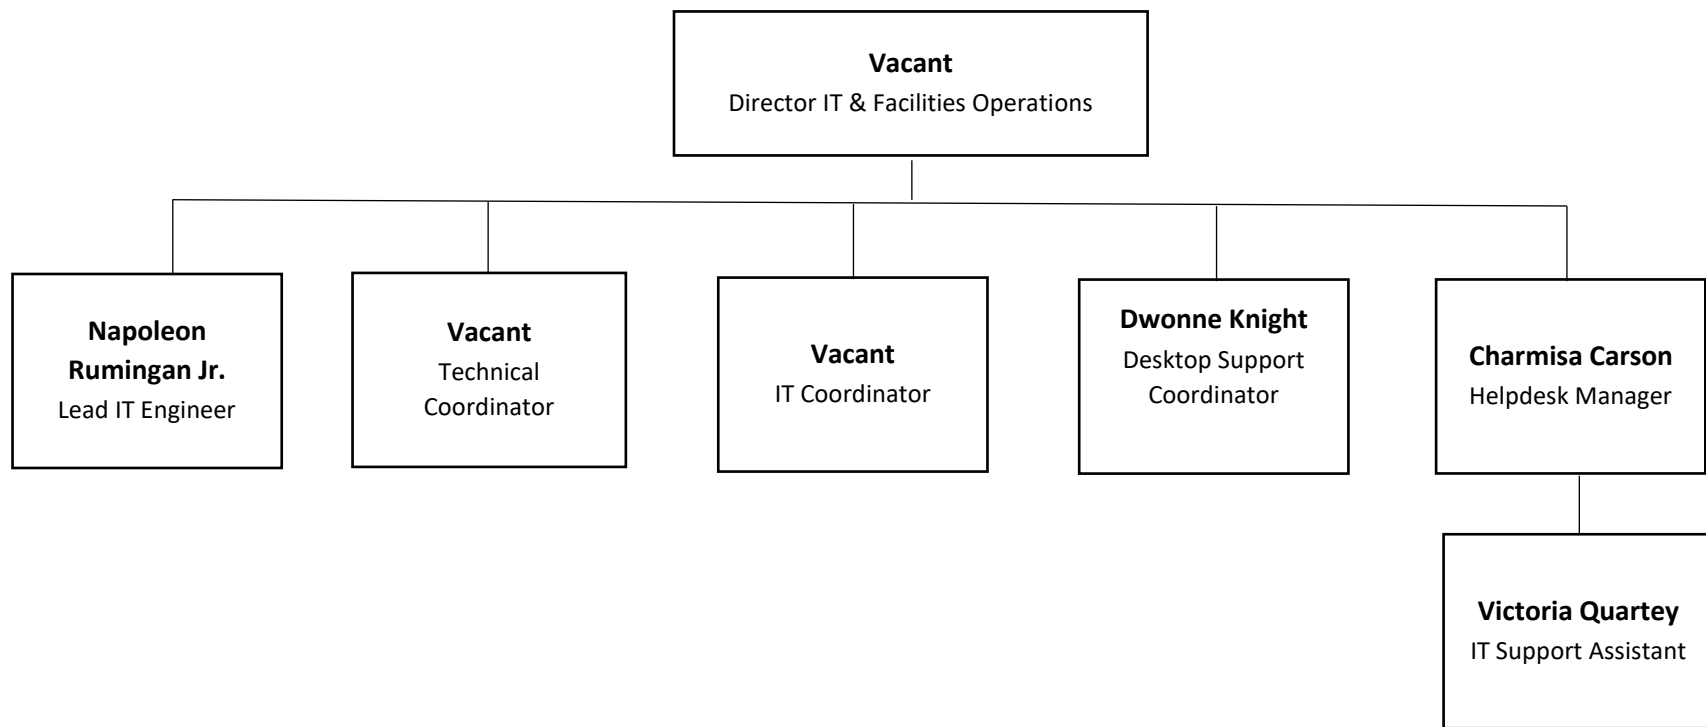 Vacant
Director IT & Facilities Operations
Napoleon
Rumingan Jr.
Lead IT Engineer
Vacant
Technical
Coordinator
Vacant
IT Coordinator
Dwonne Knight
Desktop Support
Coordinator
Charmisa Carson
Helpdesk Manager
Victoria Quartey
IT Support Assistant